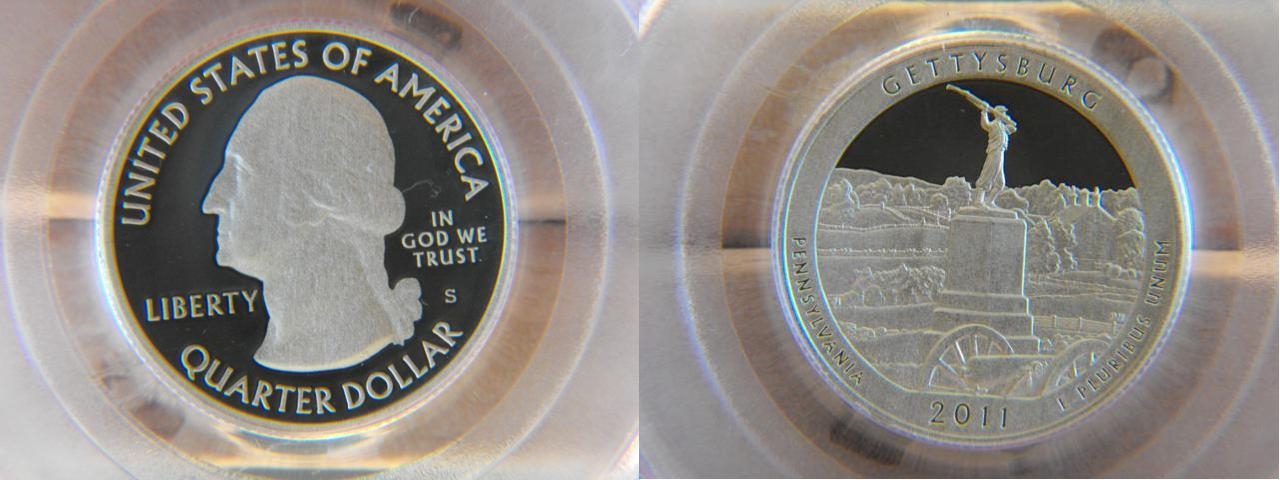 UNITED STATES OF AMERICA
IN
GOD WE
TRUST
LIBERTY
S
QUARTER DOLLAR
GETTYSBURG
PENNSYLVANIA
2011
E PLURIBUS UNUM